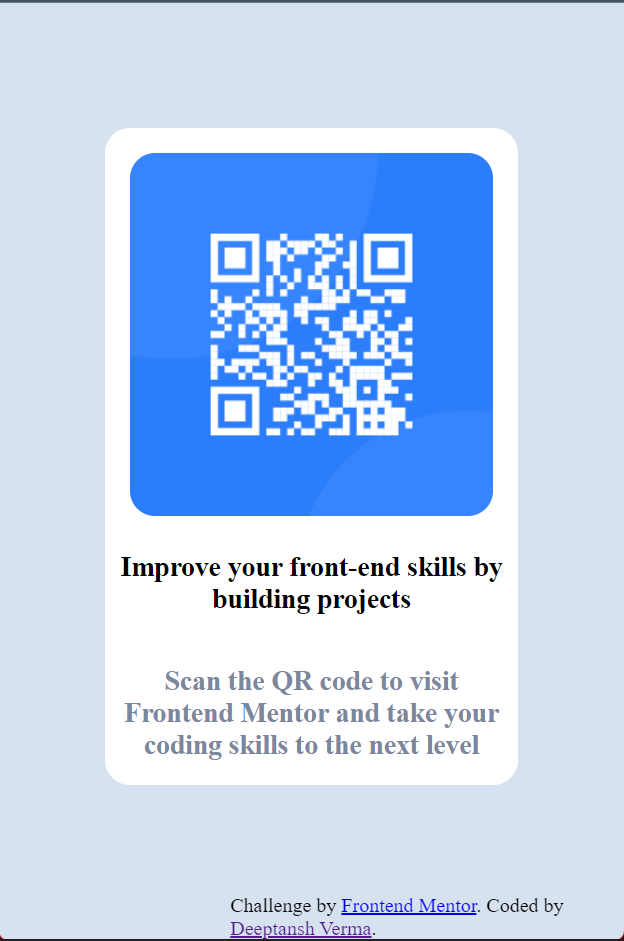 Improve your front-end skills by
building projects
Scan the QR code to visit
Frontend Mentor and take your
coding skills to the next level
Challenge by Frontend Mentor. Coded by
Deeptansh Verma.